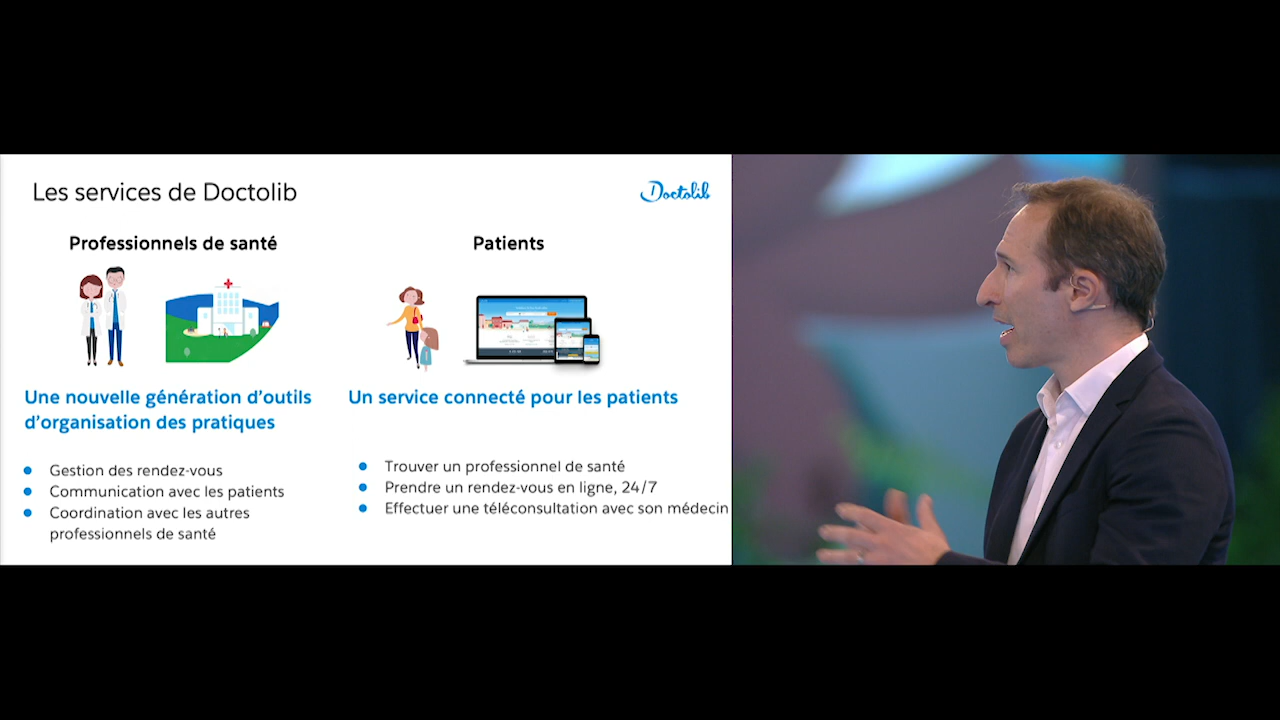 Les services de Doctolib
Doctolib
Professionnels de santé
Patients
Une nouvelle génération d'outils
d'organisation des pratiques
Un service connecté pour les patients
Gestion des rendez-vous
Communication avec les patients
Coordination avec les autres
professionnels de santé
Trouver un professionnel de santé
Prendre un rendez-vous en ligne, 24/7
Effectuer une téléconsultation avec son médecin